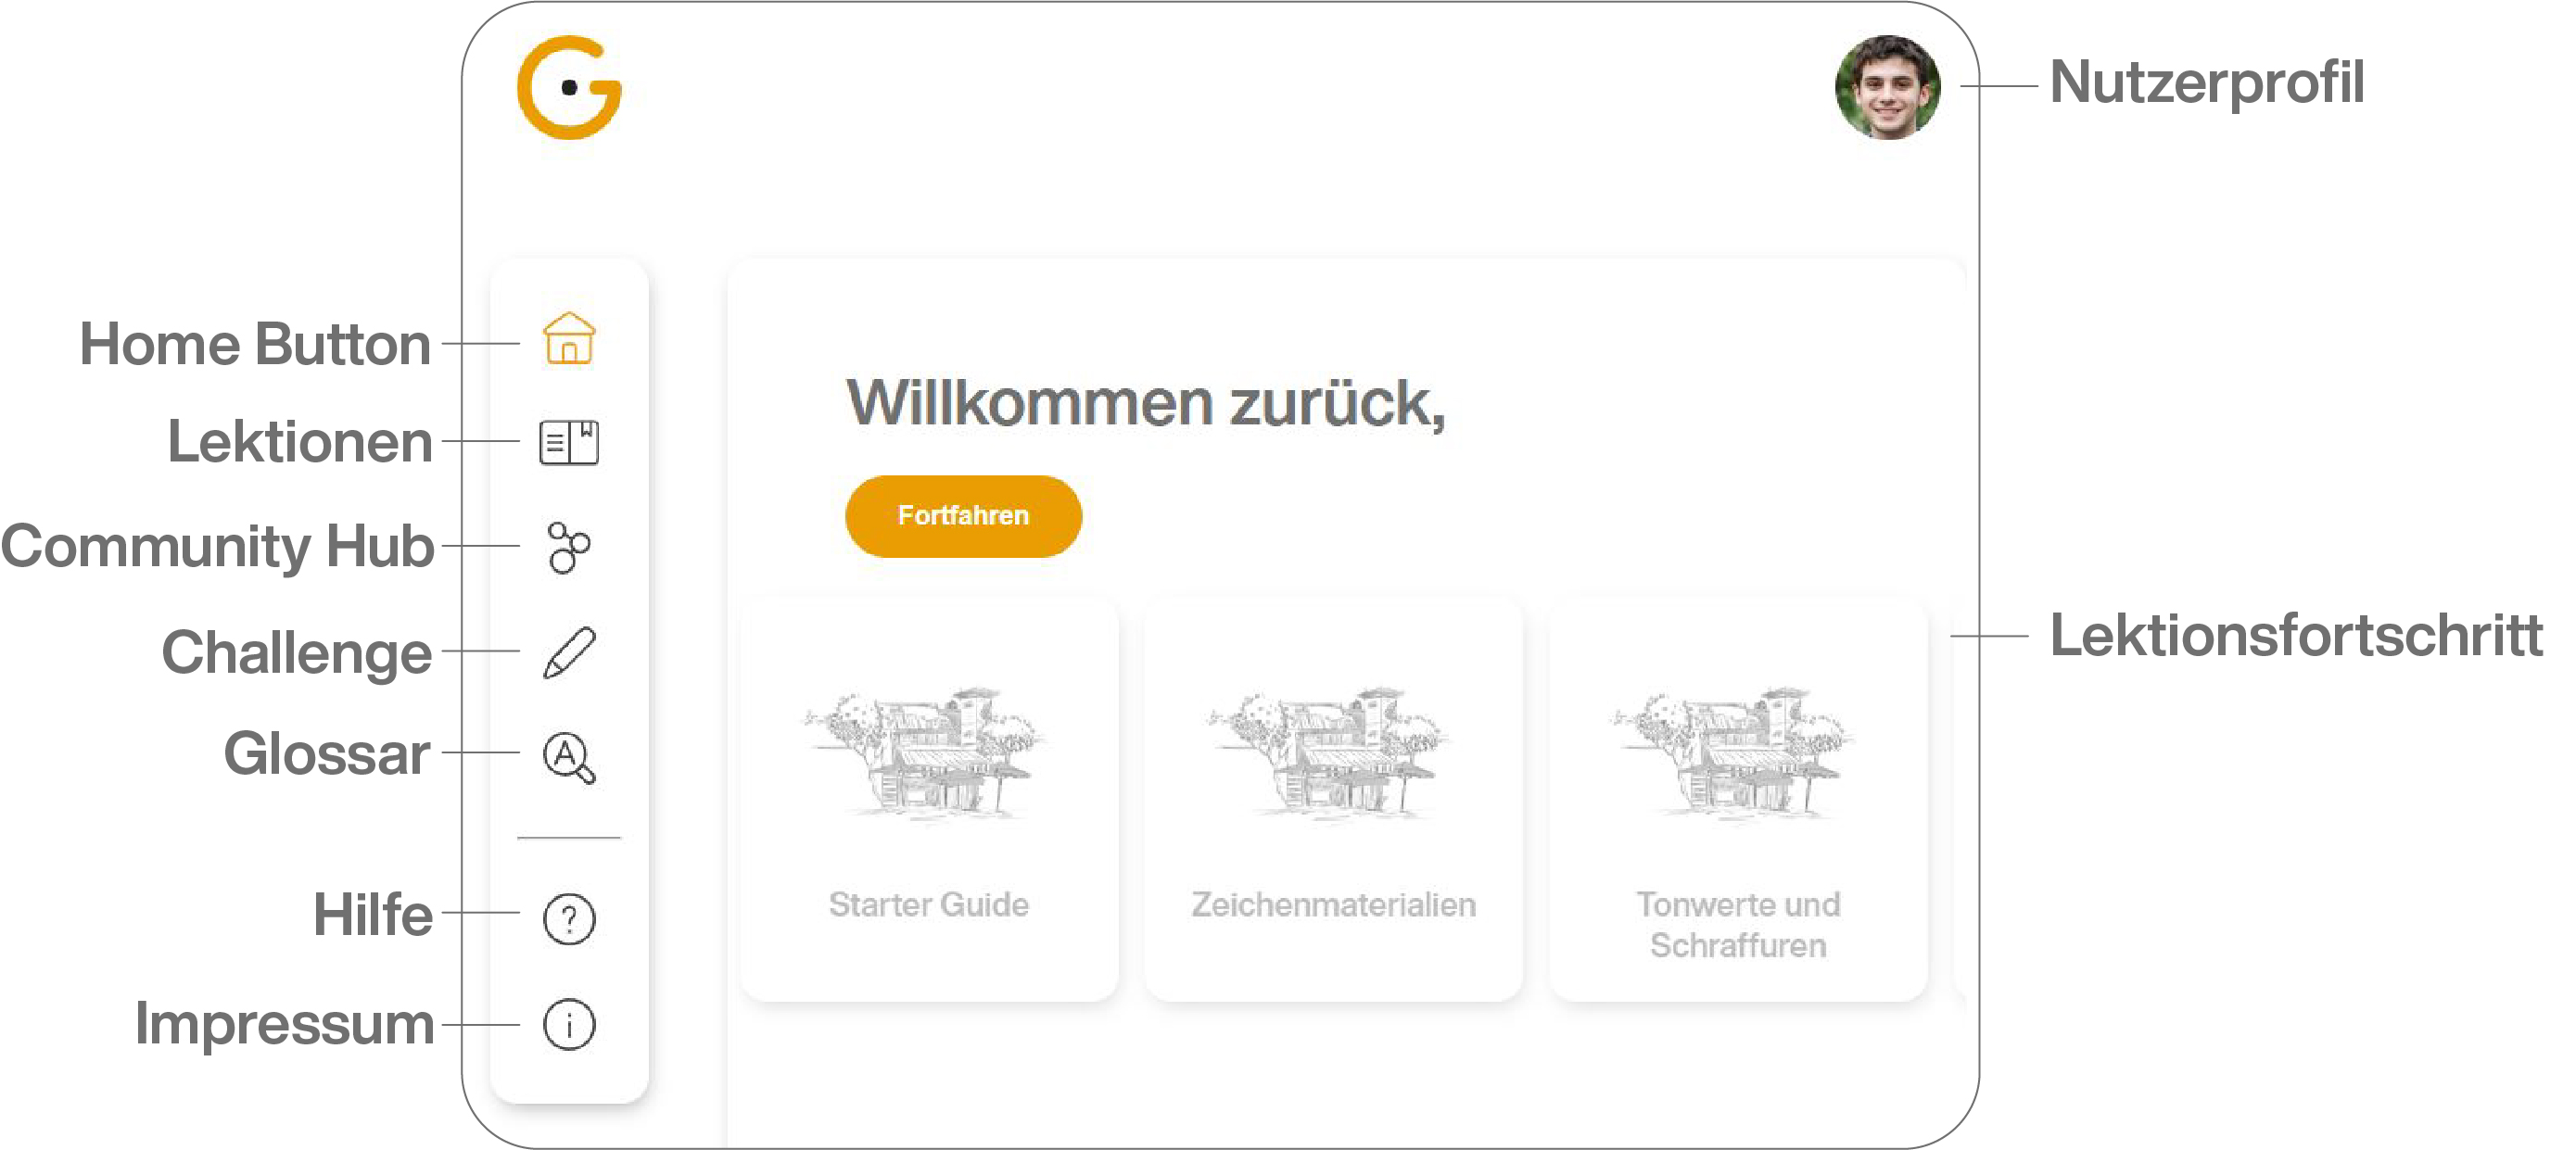 Nutzerprofil
Home Button
Lektionen
Community Hub
Challenge
Glossar
Hilfe
Impressum
Willkommen zurück,
Fortfahren
Starter Guide
Zeichenmaterialien
Tonwerte und
Schraffuren
Lektionsfortschritt